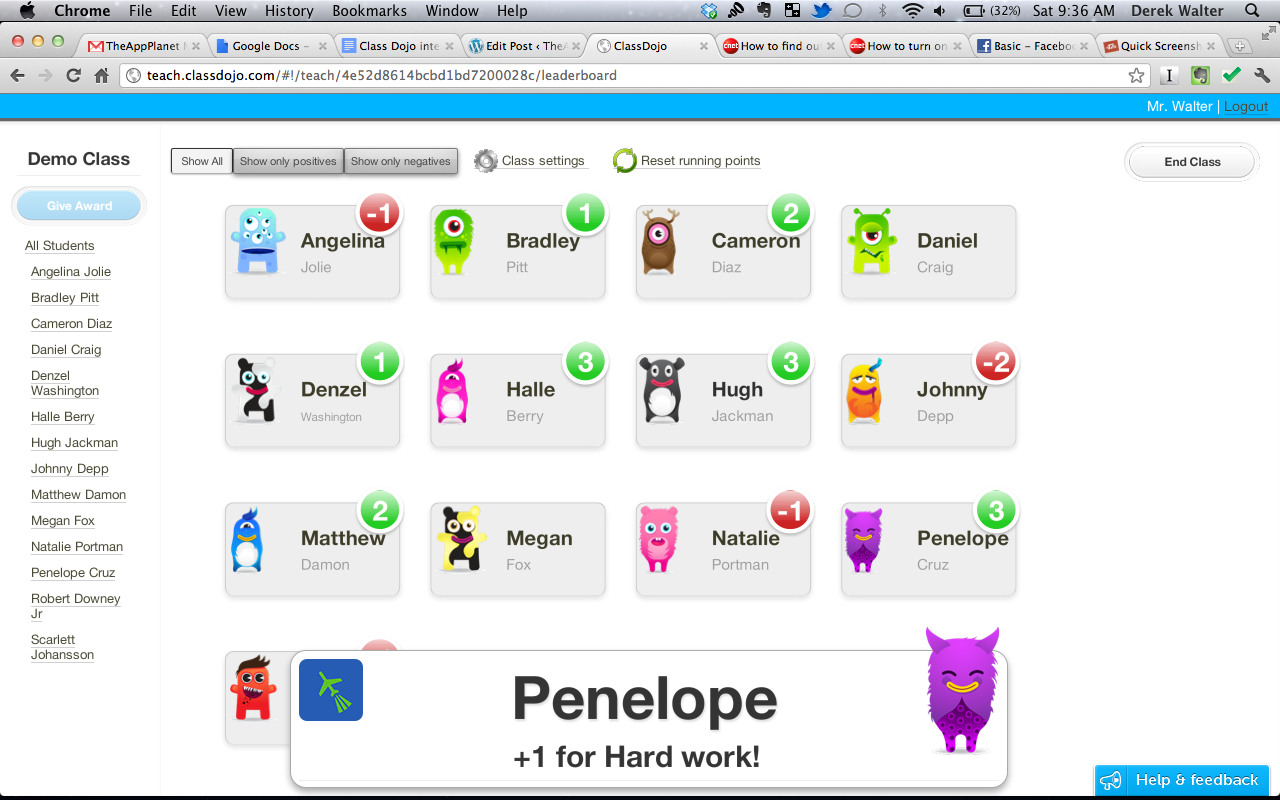 Chrome File Edit View History Bookmarks Window Help (32%) Sat 9:36 AM Derek Walter
TheAppPlanet Google Docs – Class Dojo inte Edit Post ‹ The ClassDojo How to find ou How to turn on Basic – Faceboo Quick Screensh
teach.classdojo.com/#!/teach/4e52d8614bcbd1bd7200028c/leaderboard
Mr. Walter | Logout
Demo Class
Give Award
All Students
Angelina Jolie
Bradley Pitt
Cameron Diaz
Daniel Craig
Denzel
Washington
Halle Berry
Hugh Jackman
Johnny Depp
Matthew Damon
Megan Fox
Natalie Portman
Penelope Cruz
Robert Downey
Jr
Scarlett
Johansson
Show All Show only positives Show only negatives Class settings Reset running points End Class
-1 1 2
Angelina Bradley Cameron Daniel
Jolie Pitt Diaz Craig
1 3 3 -2
Denzel Halle Hugh Johnny
Washington Berry Jackman Depp
2 -1 3
Matthew Megan Natalie Penelope
Damon Fox Portman Cruz
Penelope
+1 for Hard work!
Help & feedback